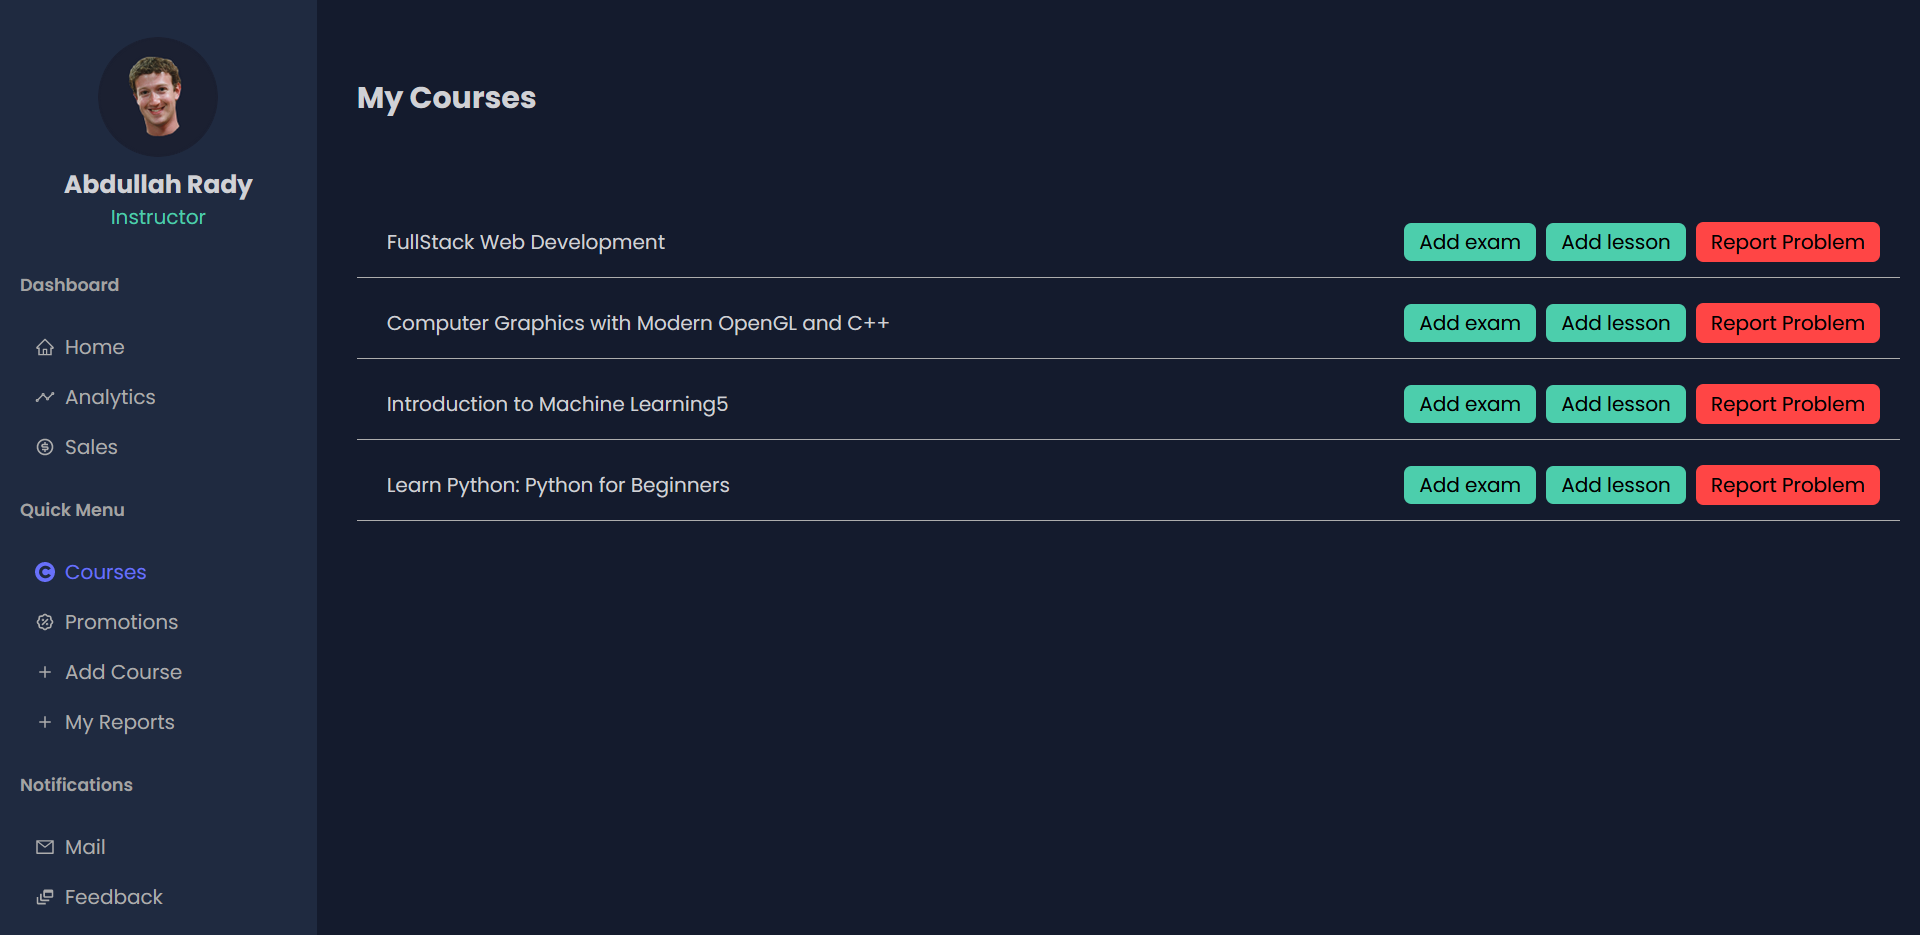 Abdullah Rady
Instructor
Dashboard
Home
Analytics
Sales
Quick Menu
Courses
Promotions
Add Course
My Reports
Notifications
Mail
Feedback
My Courses
FullStack Web Development Add exam Add lesson Report Problem
Computer Graphics with Modern OpenGL and C++ Add exam Add lesson Report Problem
Introduction to Machine Learning5 Add exam Add lesson Report Problem
Learn Python: Python for Beginners Add exam Add lesson Report Problem